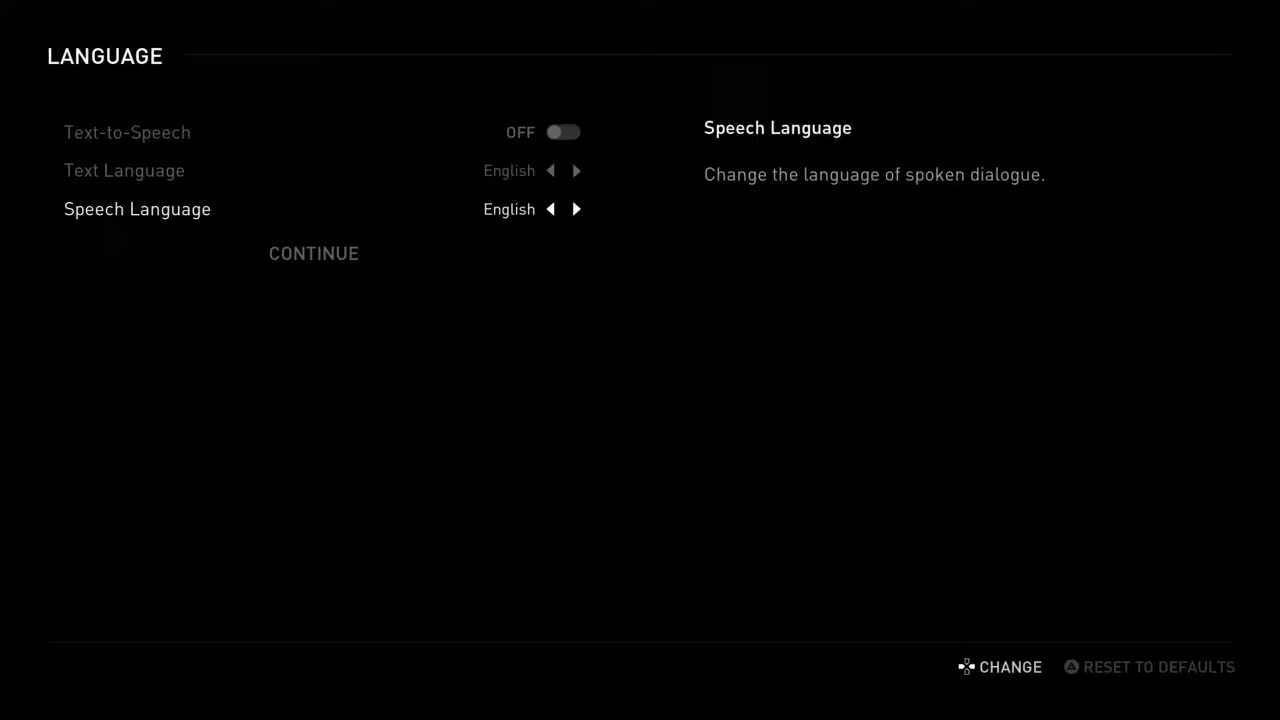 LANGUAGE
Text-to-Speech OFF
Speech Language
Text Language English
Change the language of spoken dialogue.
Speech Language English
CONTINUE
CHANGE RESET TO DEFAULTS